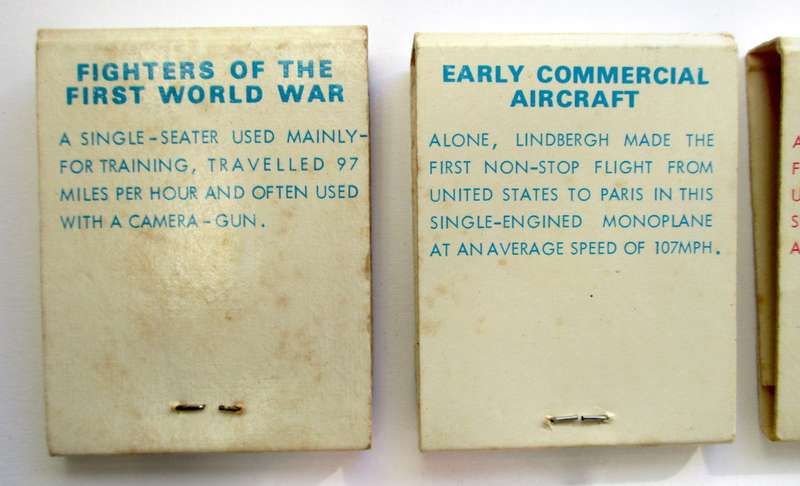 FIGHTERS OF THE
FIRST WORLD WAR
A SINGLE-SEATER USED MAINLY-
FOR TRAINING, TRAVELLED 97
MILES PER HOUR AND OFTEN USED
WITH A CAMERA-GUN.
EARLY COMMERCIAL
AIRCRAFT
ALONE, LINDBERGH MADE THE
FIRST NON-STOP FLIGHT FROM
UNITED STATES TO PARIS IN THIS
SINGLE-ENGINED MONOPLANE
AT AN AVERAGE SPEED OF 107MPH.